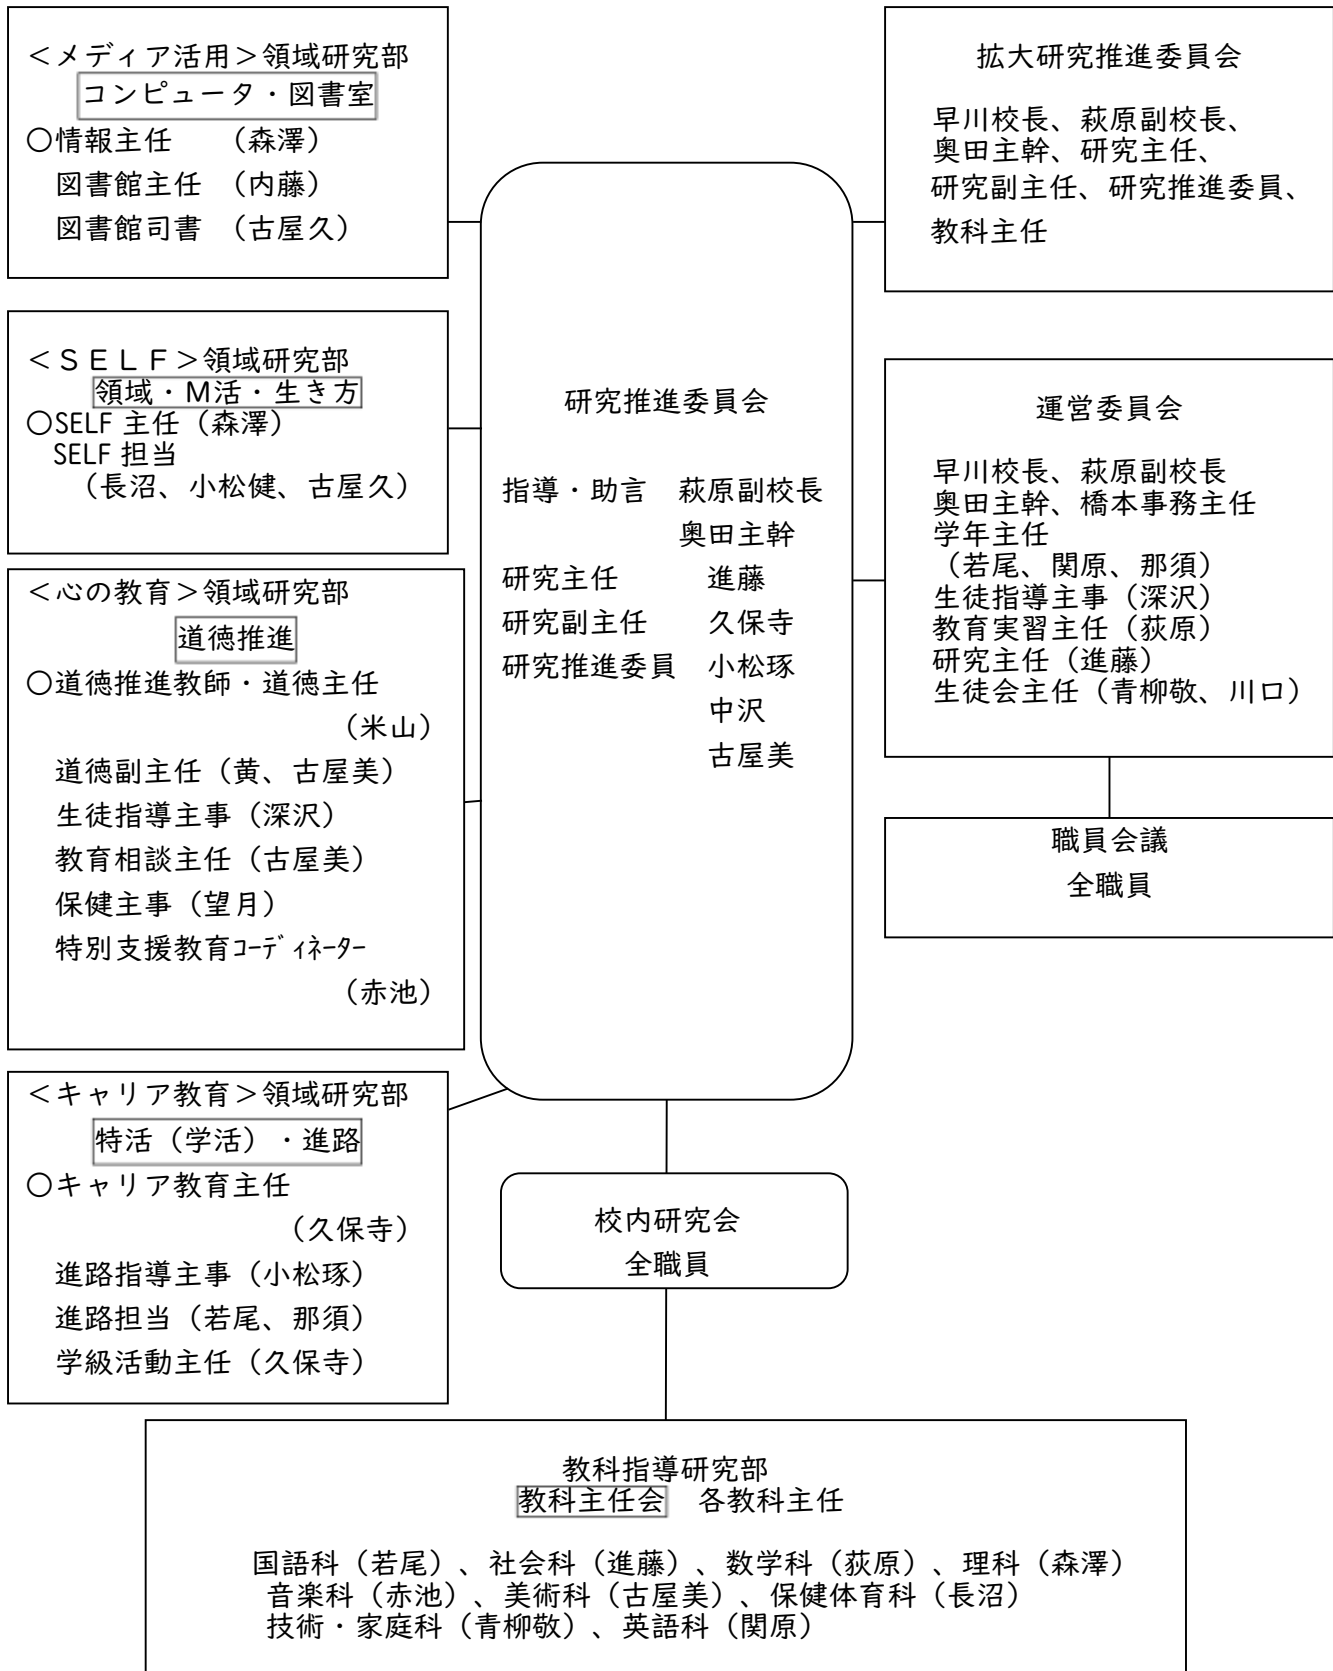 ＜メディア活用＞領域研究部
コンピュータ・図書室
○情報主任　　（森澤）
図書館主任　（内藤）
図書館司書　（古屋久）
＜ＳＥＬＦ＞領域研究部
領域・M活・生き方
○SELF 主任（森澤）
SELF 担当
（長沼、小松健、古屋久）
＜心の教育＞領域研究部
道徳推進
○道徳推進教師・道徳主任
（米山）
道徳副主任（黄、古屋美）
生徒指導主事（深沢）
教育相談主任（古屋美）
保健主事（望月）
特別支援教育ｺｰﾃﾞｨﾈｰﾀｰ
（赤池）
＜キャリア教育＞領域研究部
特活（学活）・進路
○キャリア教育主任
（久保寺）
進路指導主事（小松琢）
進路担当（若尾、那須）
学級活動主任（久保寺）
研究推進委員会
指導・助言　萩原副校長
奥田主幹
研究主任　　　進藤
研究副主任　　久保寺
研究推進委員　小松琢
中沢
古屋美
拡大研究推進委員会
早川校長、萩原副校長、
奥田主幹、研究主任、
研究副主任、研究推進委員、
教科主任
運営委員会
早川校長、萩原副校長
奥田主幹、橋本事務主任
学年主任
（若尾、関原、那須）
生徒指導主事（深沢）
教育実習主任（荻原）
研究主任（進藤）
生徒会主任（青柳敬、川口）
職員会議
全職員
校内研究会
全職員
教科指導研究部
教科主任会　各教科主任
国語科（若尾）、社会科（進藤）、数学科（荻原）、理科（森澤）
音楽科（赤池）、美術科（古屋美）、保健体育科（長沼）
技術・家庭科（青柳敬）、英語科（関原）